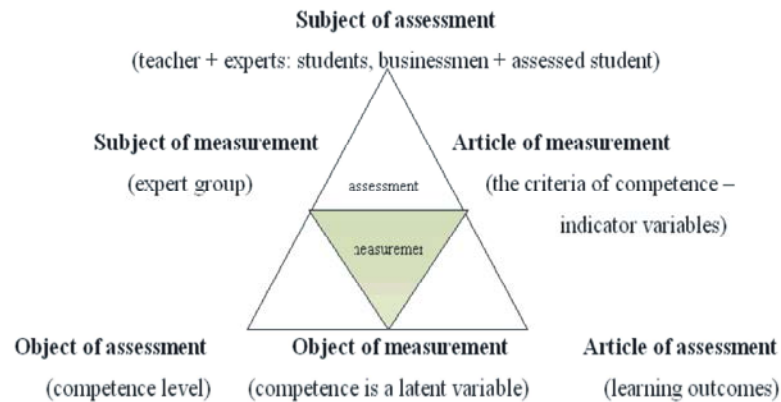 Subject of assessment
(teacher + experts: students, businessmen + assessed student)
Subject of measurement
(expert group)
Article of measurement
(the criteria of competence –
indicator variables)
assessment
Object of assessment
(competence level)
Object of measurement
(competence is a latent variable)
Article of assessment
(learning outcomes)